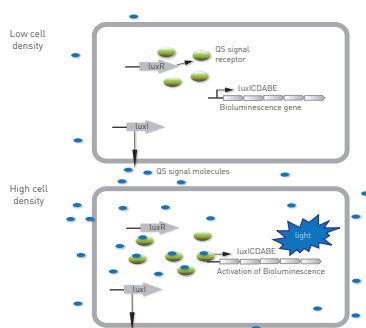 Low cell
density
QS signal
receptor
luxR
luxICDABE
Bioluminescence gene
luxI
QS signal molecules
High cell
density
luxR
light
luxICDABE
Activation of Bioluminescence
luxI